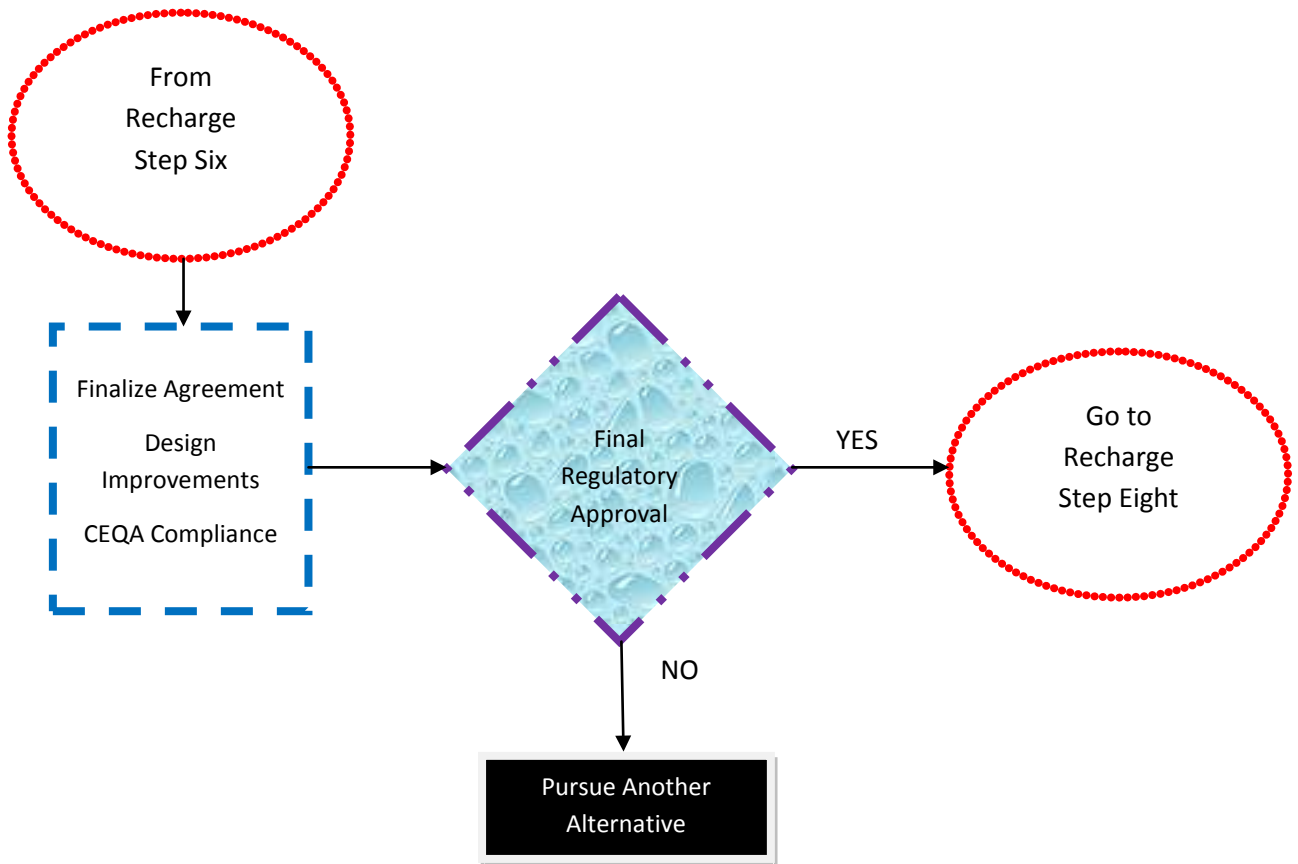 From
Recharge
Step Six
Finalize Agreement
Design
Improvements
CEQA Compliance
Final
Regulatory
Approval
YES
Go to
Recharge
Step Eight
NO
Pursue Another
Alternative